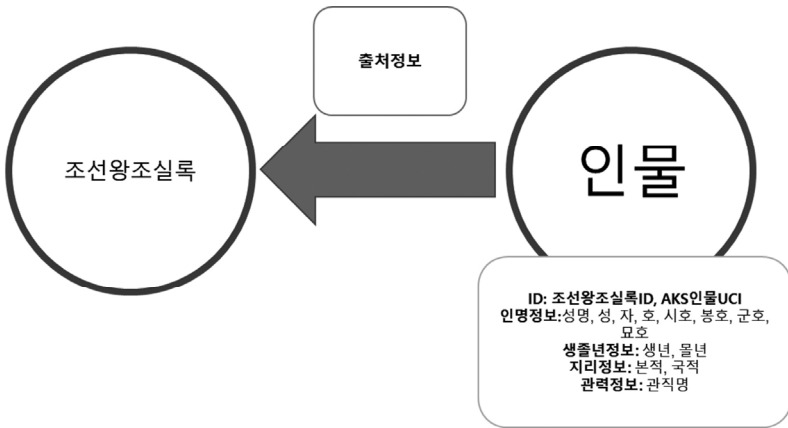 출처정보
조선왕조실록
인물
ID: 조선왕조실록ID, AKS인물UCI
인명정보:성명, 성, 자, 호, 시호, 봉호, 군호,
묘호
생졸년정보: 생년, 몰년
지리정보: 본적, 국적
관력정보: 관직명